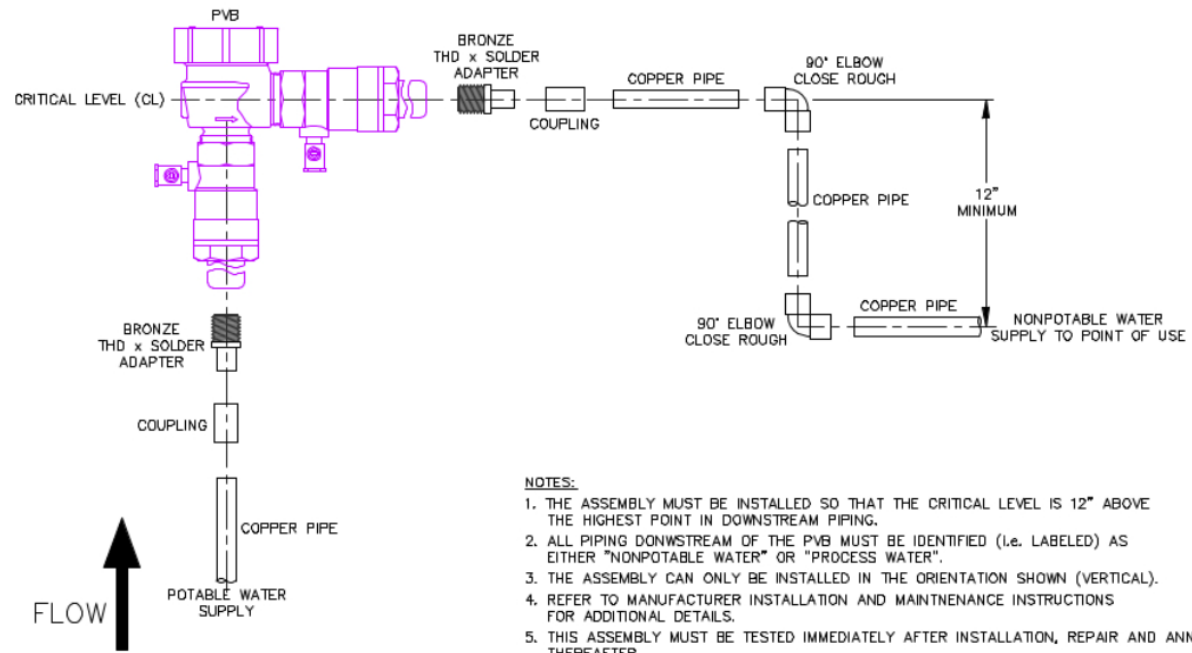 PVB
CRITICAL LEVEL (CL)
BRONZE
THD x SOLDER
ADAPTER
COUPLING
COPPER PIPE
90° ELBOW
CLOSE ROUGH
COPPER PIPE
12"
MINIMUM
90° ELBOW
CLOSE ROUGH
COPPER PIPE
NONPOTABLE WATER
SUPPLY TO POINT OF USE
BRONZE
THD x SOLDER
ADAPTER
COUPLING
COPPER PIPE
POTABLE WATER
SUPPLY
FLOW
NOTES:
1. THE ASSEMBLY MUST BE INSTALLED SO THAT THE CRITICAL LEVEL IS 12" ABOVE
THE HIGHEST POINT IN DOWNSTREAM PIPING.
2. ALL PIPING DONWSTREAM OF THE PVB MUST BE IDENTIFIED (i.e. LABELED) AS
EITHER "NONPOTABLE WATER" OR "PROCESS WATER".
3. THE ASSEMBLY CAN ONLY BE INSTALLED IN THE ORIENTATION SHOWN (VERTICAL).
4. REFER TO MANUFACTURER INSTALLATION AND MAINTNENANCE INSTRUCTIONS
FOR ADDITIONAL DETAILS.
5. THIS ASSEMBLY MUST BE TESTED IMMEDIATELY AFTER INSTALLATION, REPAIR AND ANN
THEREAFTER